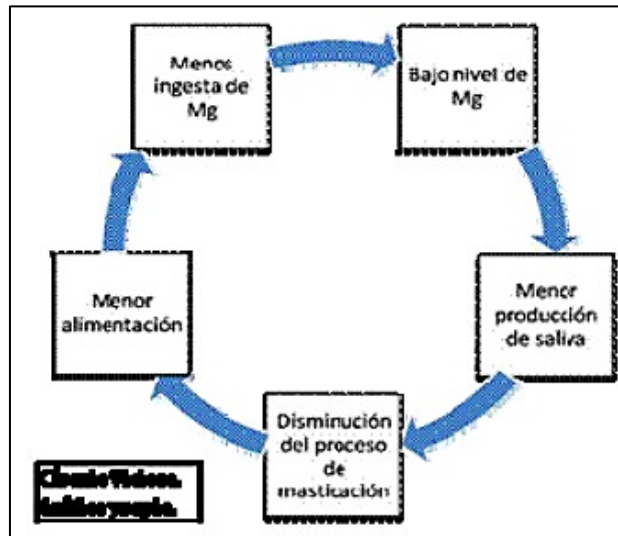 Menos
ingesta de
Mg
Bajo nivel de
Mg
Menor
producción
de saliva
Disminución
del proceso
de
masticación
Menor
alimentación